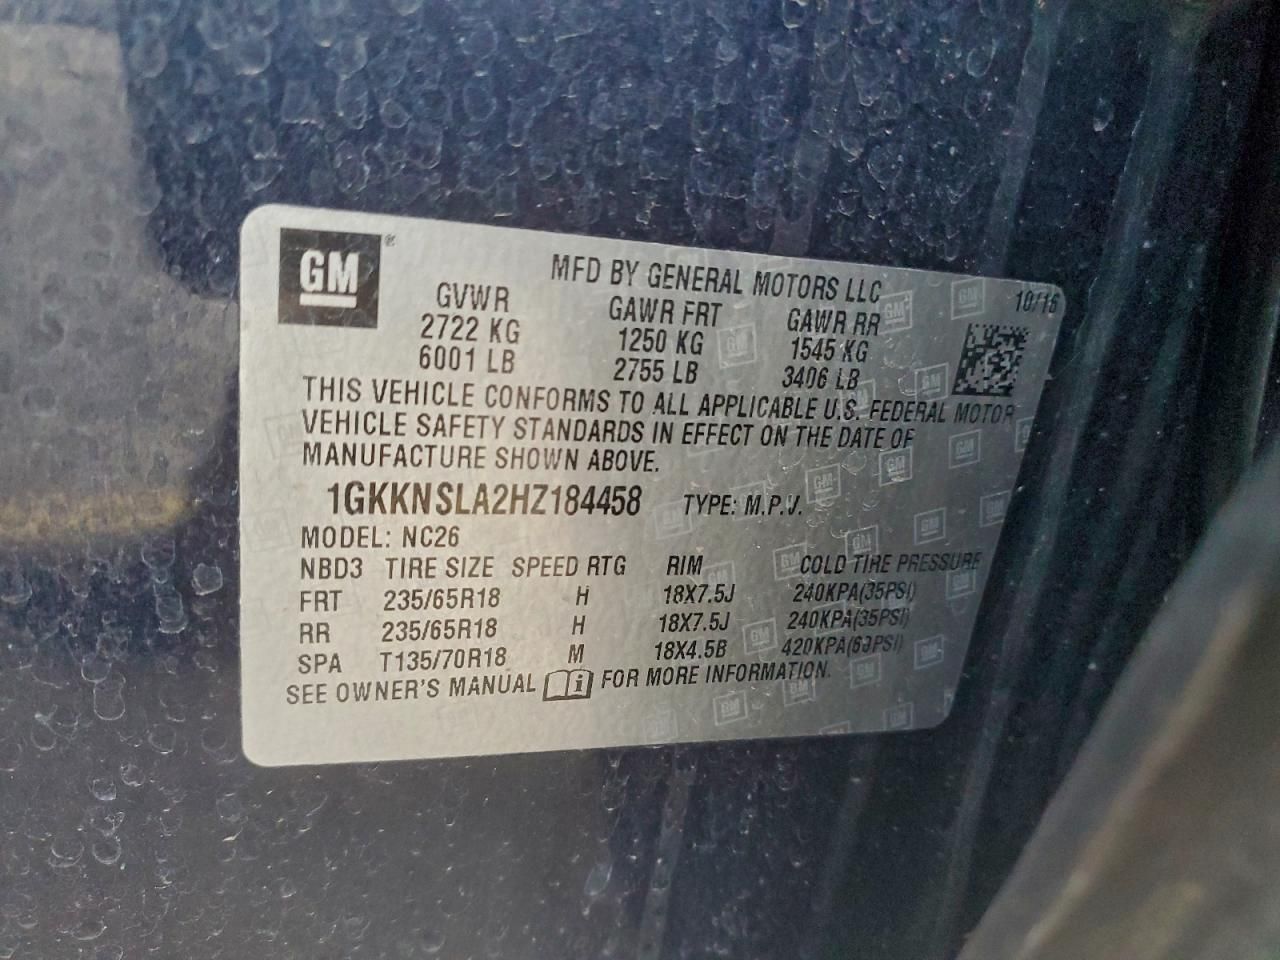 GM®
MFD BY GENERAL MOTORS LLC 10/16
GVWR GAWR FRT GAWR RR
2722 KG 1250 KG 1545 KG
6001 LB 2755 LB 3406 LB
THIS VEHICLE CONFORMS TO ALL APPLICABLE U.S. FEDERAL MOTOR
VEHICLE SAFETY STANDARDS IN EFFECT ON THE DATE OF
MANUFACTURE SHOWN ABOVE.
1GKKNSLA2HZ184458 TYPE: M.P.V.
MODEL: NC26
NBD3 TIRE SIZE SPEED RTG RIM COLD TIRE PRESSURE
FRT 235/65R18 H 18X7.5J 240KPA(35PSI)
RR 235/65R18 H 18X7.5J 240KPA(35PSI)
SPA T135/70R18 M 18X4.5B 420KPA(60PSI)
SEE OWNER'S MANUAL FOR MORE INFORMATION.